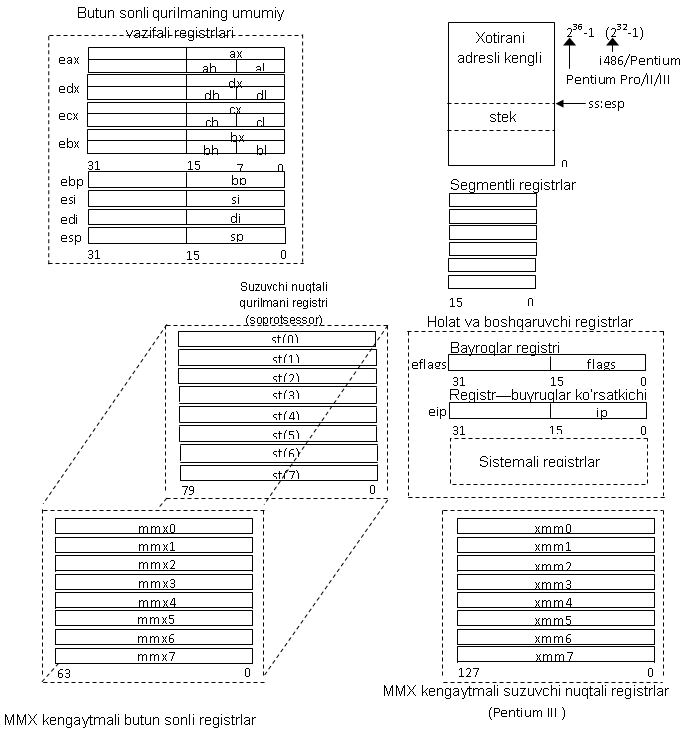 Butun sonli qurilmaning umumiy
vazifali registrlari
eax
ax
ah al
edx
dx
dh dl
ecx
cx
ch cl
ebx
bx
bh bl
31 15 7 0
ebp bp
esi si
edi di
esp sp
31 15 0
Xotirani
adresli kengli
stek
0
2³⁶-1 (2³²-1)
i486/Pentium
Pentium Pro/II/III
ss:esp
Segmentli registrlar
15 0
Suzuvchi nuqtali
qurilmani registri
(soprotsessor)
st(0)
st(1)
st(2)
st(3)
st(4)
st(5)
st(6)
st(7)
79 0
Holat va boshqaruvchi registrlar
Bayroqlar registri
eflags flags
31 15 0
Registr—buyruqlar ko'rsatkichi
eip ip
31 15 0
Sistemali registrlar
mmx0
mmx1
mmx2
mmx3
mmx4
mmx5
mmx6
mmx7
63 0
MMX kengaytmali butun sonli registrlar
xmm0
xmm1
xmm2
xmm3
xmm4
xmm5
xmm6
xmm7
127 0
MMX kengaytmali suzuvchi nuqtali registrlar
(Pentium III )